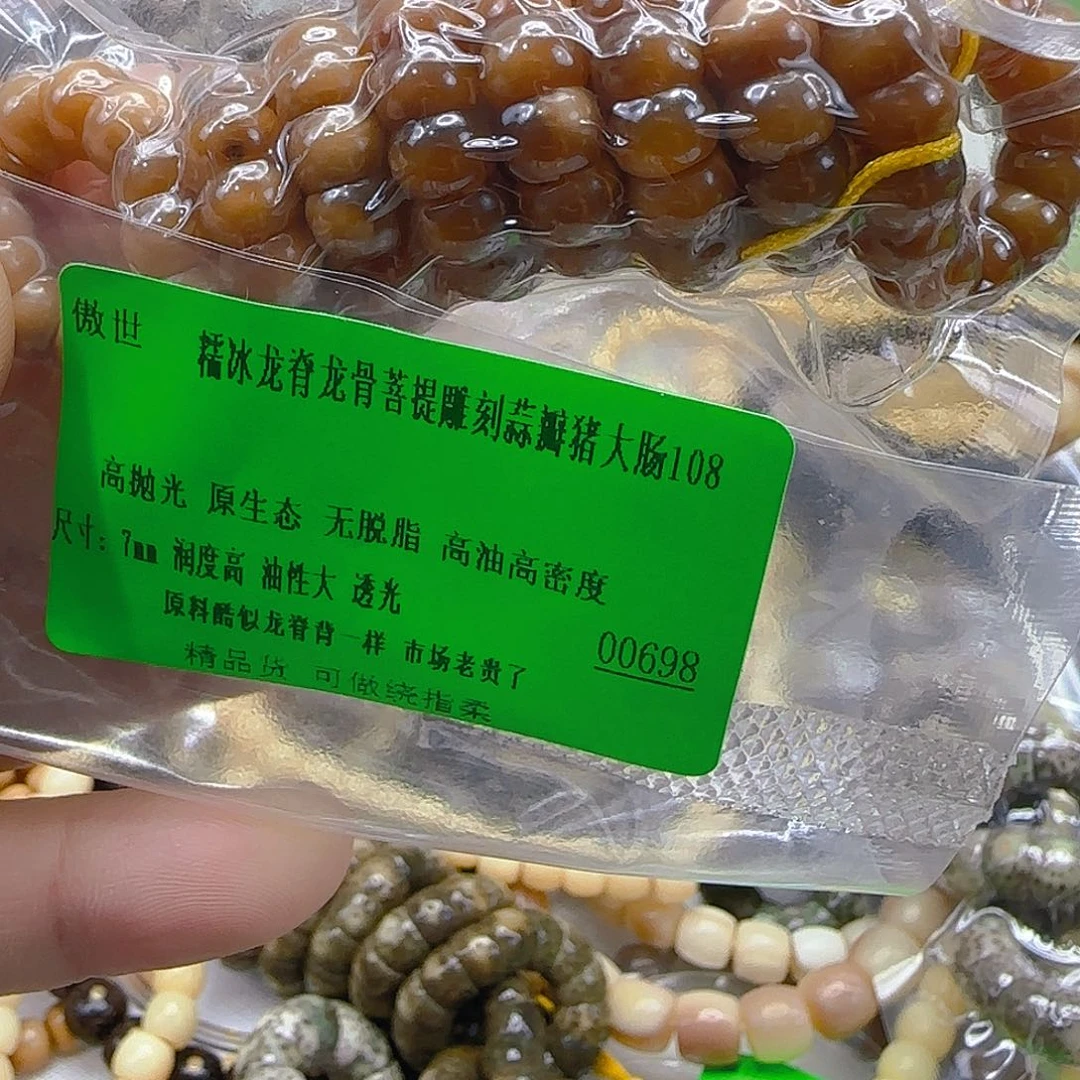 傲世
糯冰龙脊龙骨菩提雕刻蒜瓣猪大肠108
高抛光 原生态 无脱脂 高油高密度
尺寸：7mm 润度高 油性大 透光
原料酷似龙脊背一样 市场老贵了
00698
精品货 可做绕指柔